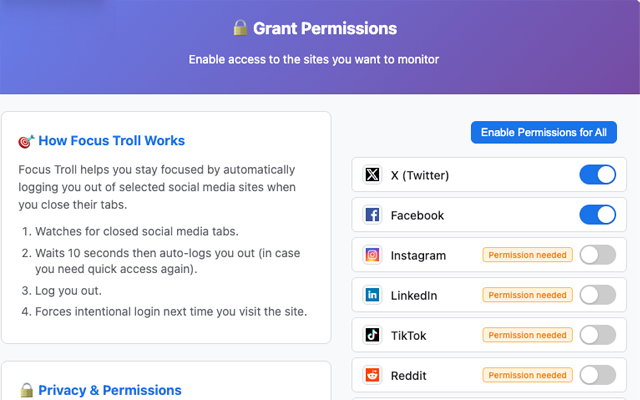 🔒 Grant Permissions
Enable access to the sites you want to monitor
🎯 How Focus Troll Works
Focus Troll helps you stay focused by automatically
logging you out of selected social media sites when
you close their tabs.
1. Watches for closed social media tabs.
2. Waits 10 seconds then auto-logs you out (in case
you need quick access again).
3. Log you out.
4. Forces intentional login next time you visit the site.
🔒 Privacy & Permissions
Enable Permissions for All
X (Twitter)
Facebook
Instagram Permission needed
LinkedIn Permission needed
TikTok Permission needed
Reddit Permission needed